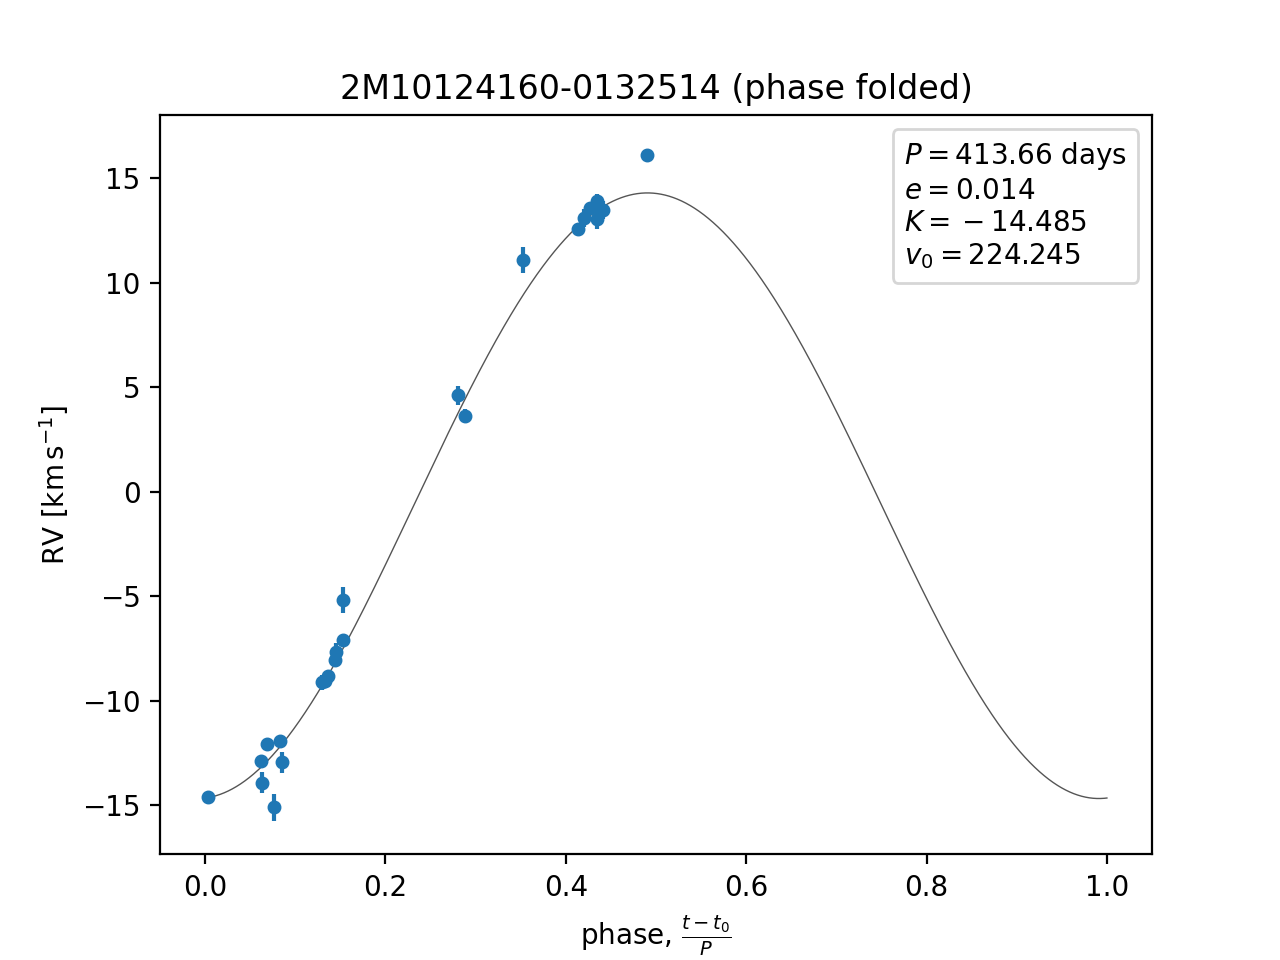 2M10124160-0132514 (phase folded)
P = 413.66 days
e = 0.014
K = −14.485
v₀ = 224.245
15
10
5
0
−5
−10
−15
RV [km s⁻¹]
0.0 0.2 0.4 0.6 0.8 1.0
phase, (t − t₀)/P